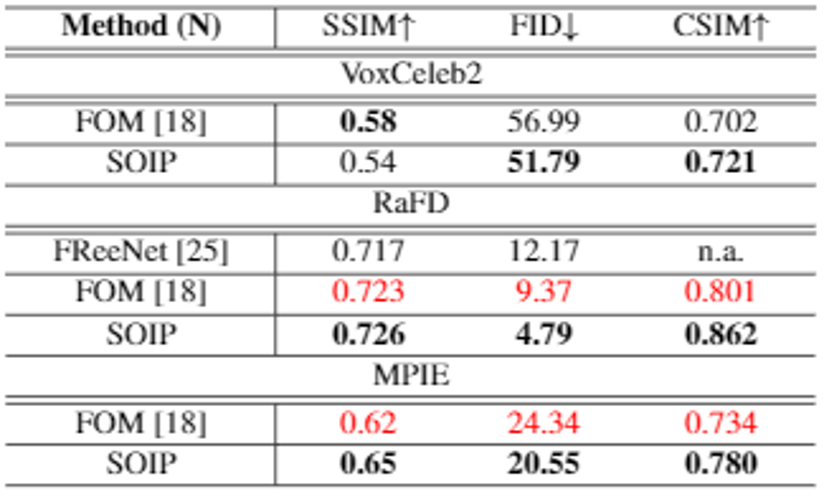 Method (N) SSIM↑ FID↓ CSIM↑
VoxCeleb2
FOM [18] 0.58 56.99 0.702
SOIP 0.54 51.79 0.721
RaFD
FReeNet [25] 0.717 12.17 n.a.
FOM [18] 0.723 9.37 0.801
SOIP 0.726 4.79 0.862
MPIE
FOM [18] 0.62 24.34 0.734
SOIP 0.65 20.55 0.780